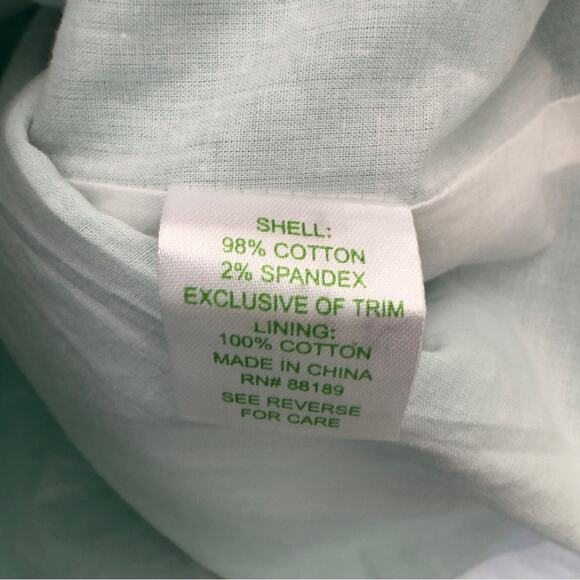 SHELL:
98% COTTON
2% SPANDEX
EXCLUSIVE OF TRIM
LINING:
100% COTTON
MADE IN CHINA
RN# 88189
SEE REVERSE
FOR CARE